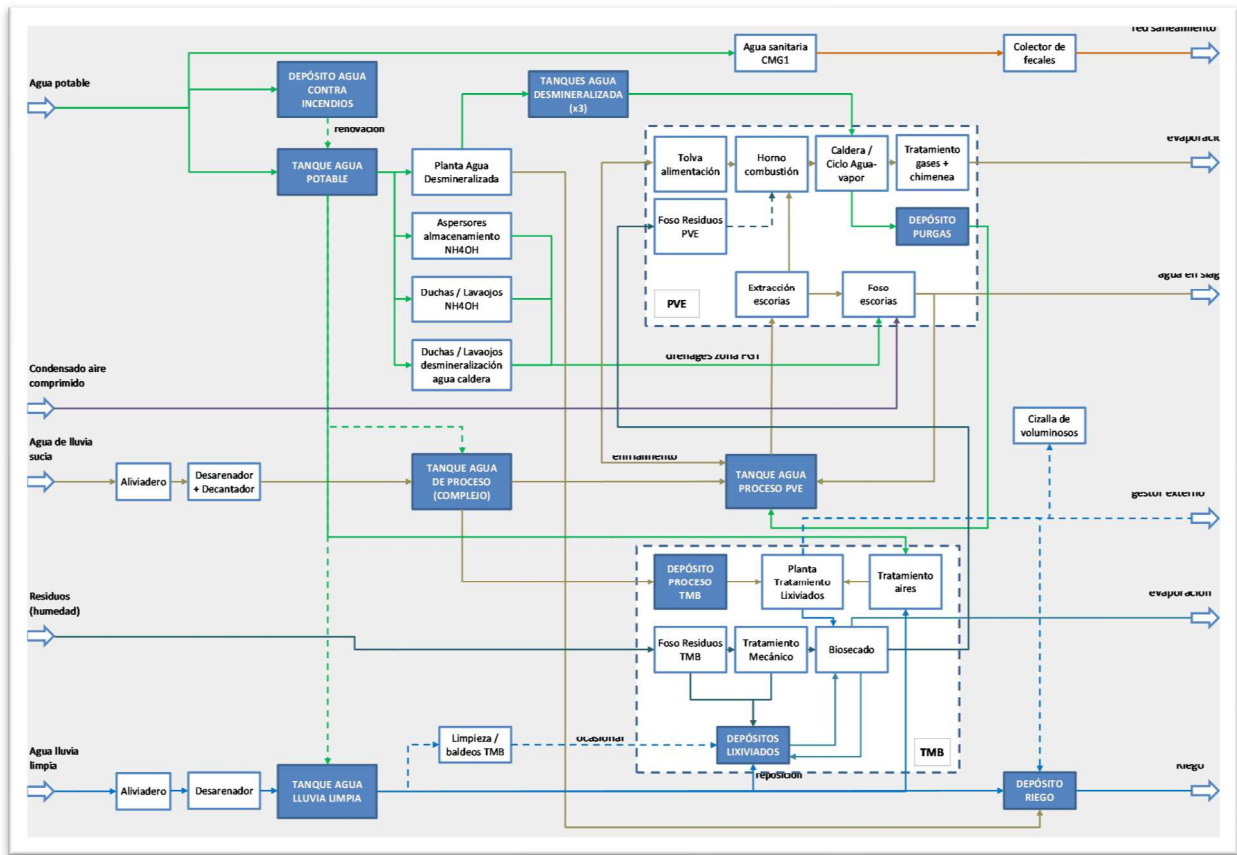 red saneamiento
Agua sanitaria
CMG1
Colector de
fecales
Agua potable
DEPÓSITO AGUA
CONTRA
INCENDIOS
TANQUES AGUA
DESMINERALIZADA
(x3)
renovación
evaporació
TANQUE AGUA
POTABLE
Planta Agua
Desmineralizada
Tolva
alimentación
Horno
combustión
Caldera /
Ciclo Agua-
vapor
Tratamiento
gases +
chimenea
Aspersores
almacenamiento
NH4OH
Foso Residuos
PVE
DEPÓSITO
PURGAS
agua en slag
Duchas / Lavaojos
NH4OH
PVE
Extracción
escorias
Foso
escorias
Duchas / Lavaojos
desmineralización
agua caldera
drenages zona FGT
Condensado aire
comprimido
Cizalla de
voluminosos
Agua de lluvia
sucia
Aliviadero
Desarenador
+ Decantador
TANQUE AGUA
DE PROCESO
(COMPLEJO)
enfriamiento
TANQUE AGUA
PROCESO PVE
gestor externo
DEPÓSITO
PROCESO
TMB
Planta
Tratamiento
Lixiviados
Tratamiento
aires
Residuos
(humedad)
evaporación
Foso Residuos
TMB
Tratamiento
Mecánico
Biosecado
Agua lluvia
limpia
Limpieza /
baldeos TMB
ocasional
DEPÓSITOS
LIXIVIADOS
TMB
reposición
Riego
Aliviadero
Desarenador
TANQUE AGUA
LLUVIA LIMPIA
DEPÓSITO
RIEGO